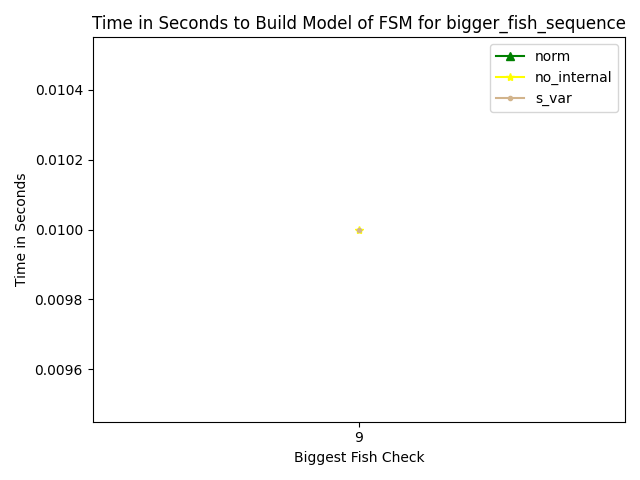 Time in Seconds to Build Model of FSM for bigger_fish_sequence
norm
no_internal
s_var
0.0104
0.0102
0.0100
0.0098
0.0096
Time in Seconds
9
Biggest Fish Check